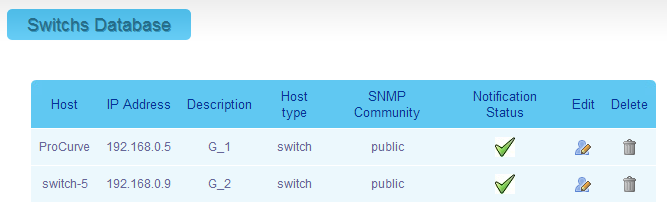 Switchs Database
Host IP Address Description Host type SNMP Community Notification Status Edit Delete
ProCurve 192.168.0.5 G_1 switch public
switch-5 192.168.0.9 G_2 switch public